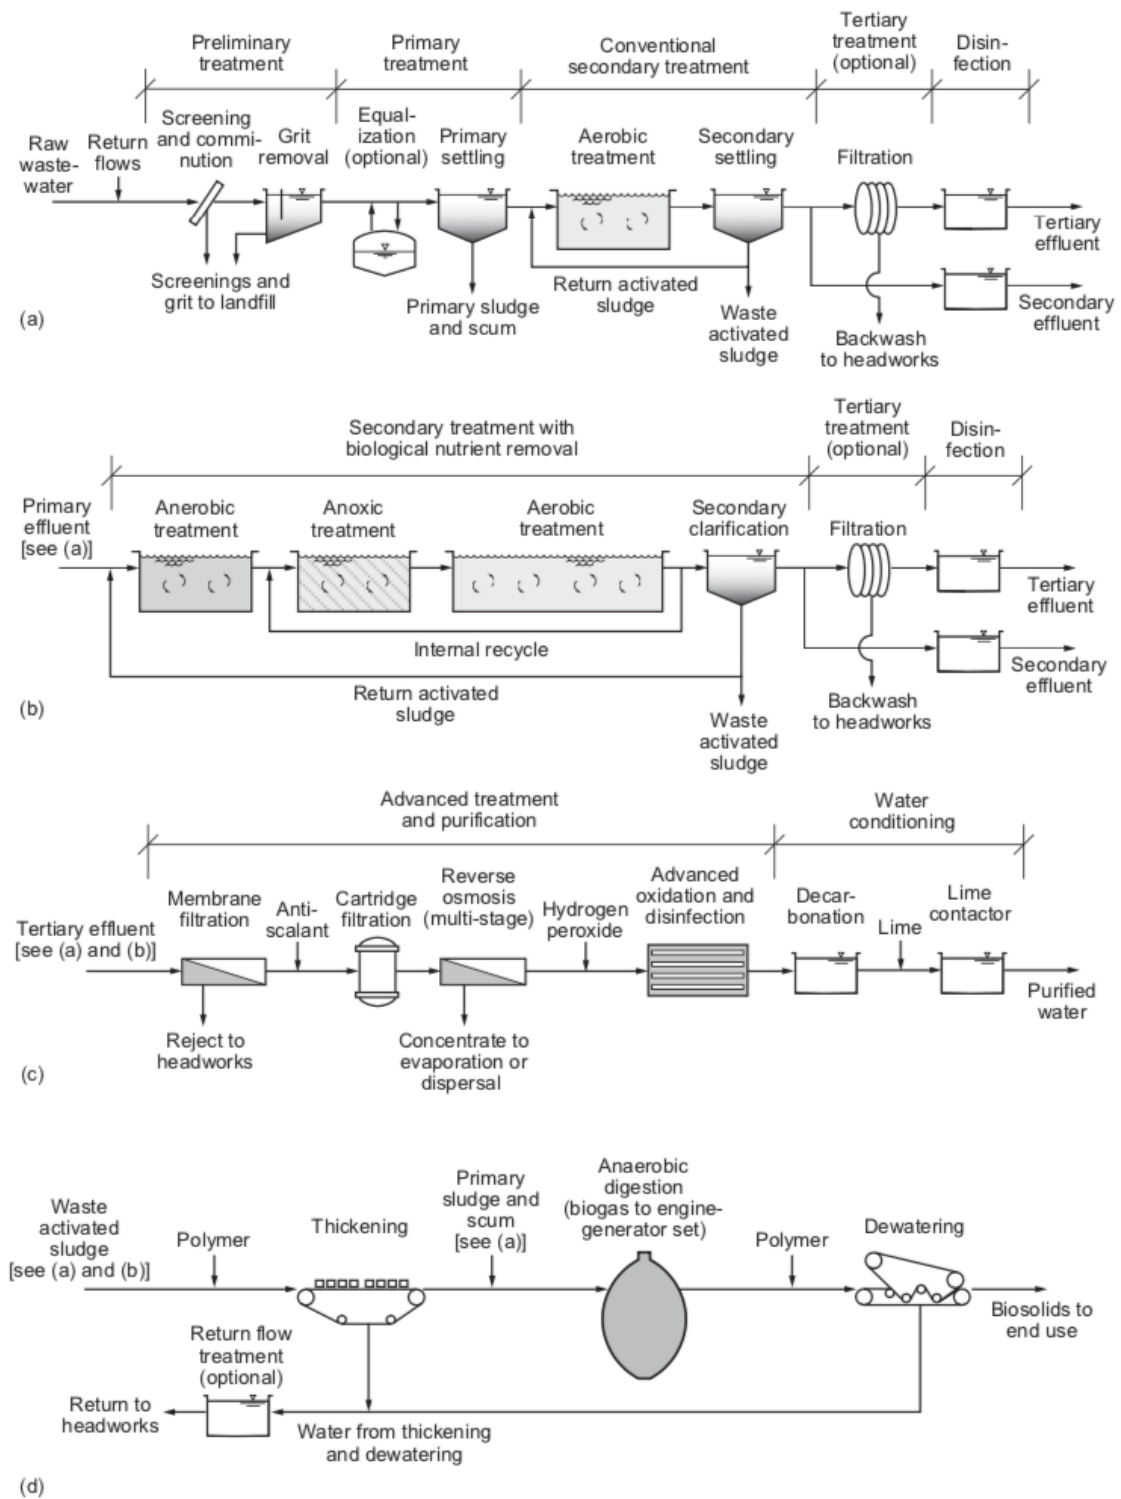 Preliminary
treatment
Primary
treatment
Conventional
secondary treatment
Tertiary
treatment
(optional)
Disin-
fection
Raw
waste-
water
Return
flows
Screening
and commi-
nution
Grit
removal
Equal-
ization
(optional)
Primary
settling
Aerobic
treatment
Secondary
settling
Filtration
Screenings and
grit to landfill
Primary sludge
and scum
Return activated
sludge
Waste
activated
sludge
Backwash
to headworks
Tertiary
effluent
Secondary
effluent
(a)
Secondary treatment with
biological nutrient removal
Tertiary
treatment
(optional)
Disin-
fection
Primary
effluent
[see (a)]
Anerobic
treatment
Anoxic
treatment
Aerobic
treatment
Secondary
clarification
Filtration
Internal recycle
Return activated
sludge
Waste
activated
sludge
Backwash
to headworks
Tertiary
effluent
Secondary
effluent
(b)
Advanced treatment
and purification
Water
conditioning
Tertiary effluent
[see (a) and (b)]
Membrane
filtration
Anti-
scalant
Cartridge
filtration
Reverse
osmosis
(multi-stage)
Hydrogen
peroxide
Advanced
oxidation and
disinfection
Decar-
bonation
Lime
Lime
contactor
Reject to
headworks
Concentrate to
evaporation or
dispersal
Purified
water
(c)
Waste
activated
sludge
[see (a) and (b)]
Polymer
Thickening
Primary
sludge and
scum
[see (a)]
Anaerobic
digestion
(biogas to engine-
generator set)
Polymer
Dewatering
Biosolids to
end use
Return flow
treatment
(optional)
Return to
headworks
Water from thickening
and dewatering
(d)